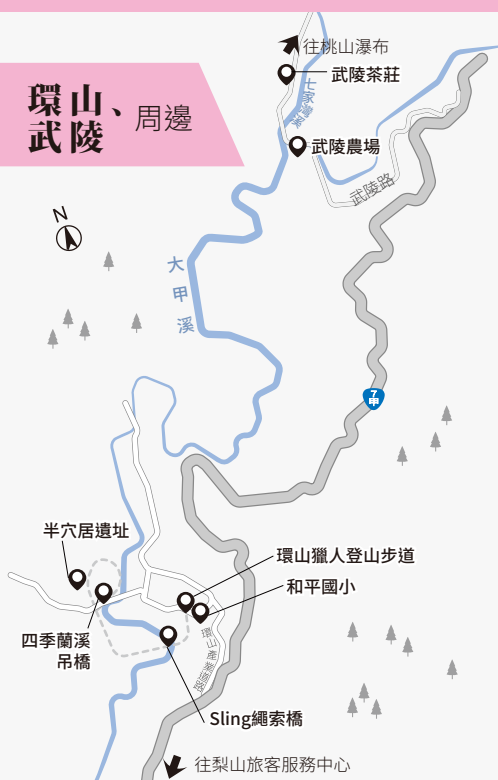 往桃山瀑布
武陵茶莊
環山、
武陵
周邊
七家灣溪
武陵農場
武陵路
N
大甲溪
7
甲
半穴居遺址
環山獵人登山步道
和平國小
四季蘭溪
吊橋
環山產業道路
Sling繩索橋
往梨山旅客服務中心